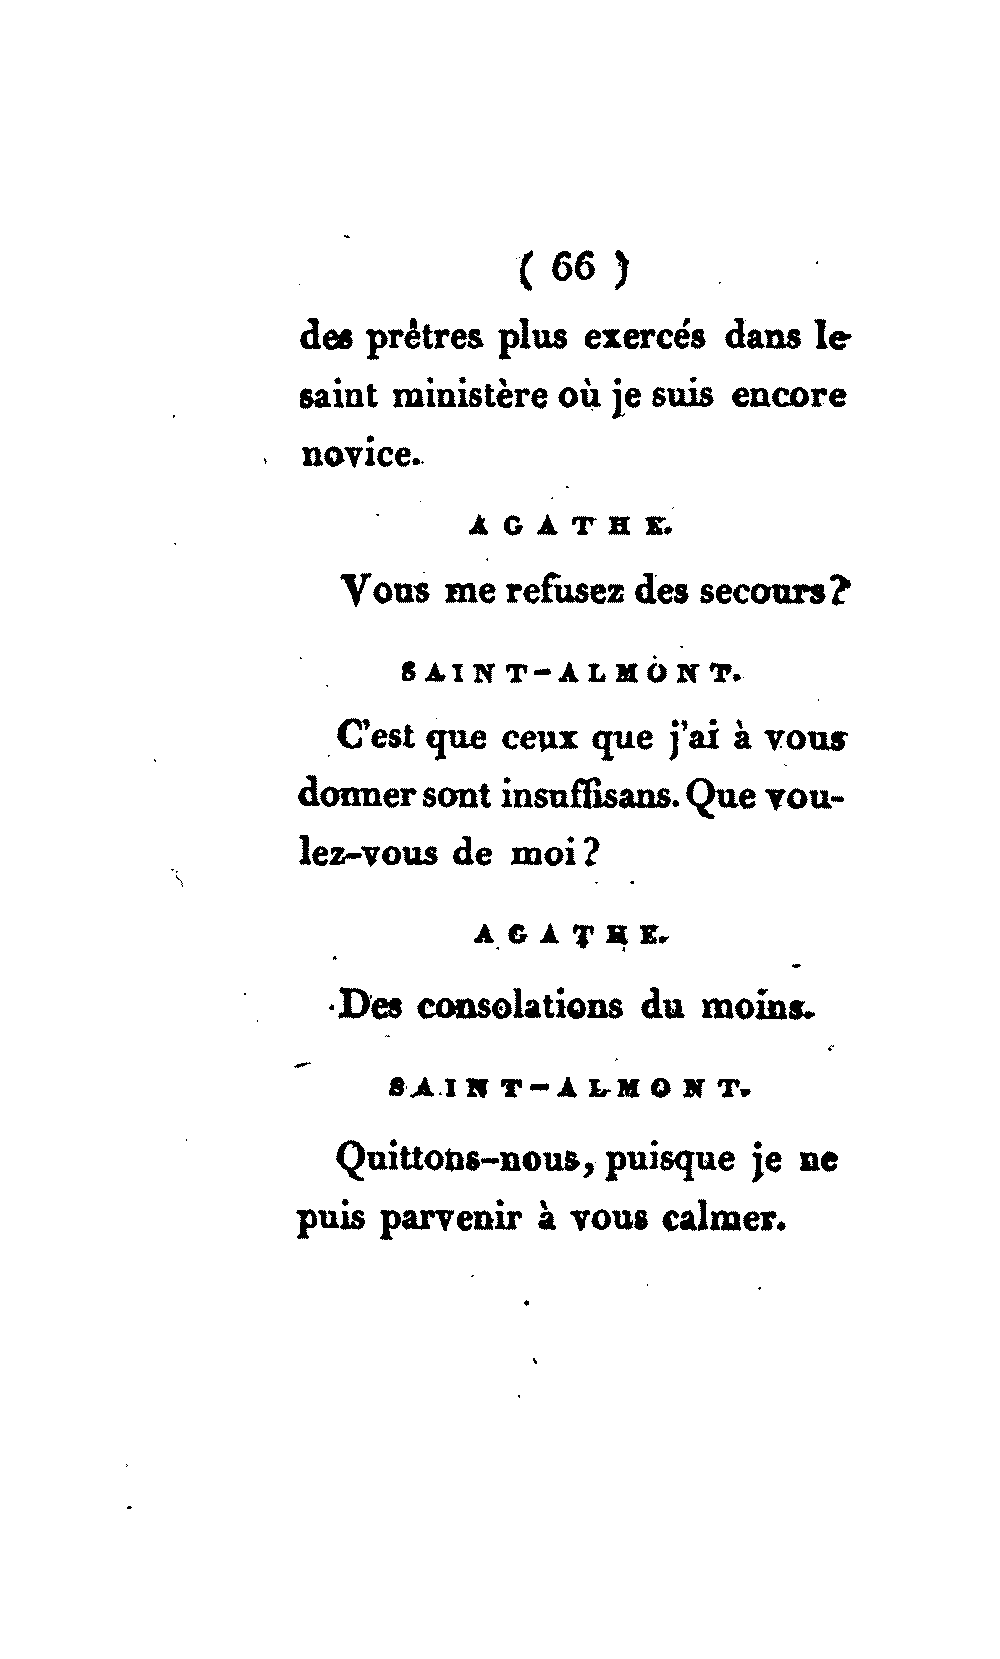 ( 66 )
des prêtres plus exercés dans le
saint ministère où je suis encore
novice.
AGATHE.
Vous me refusez des secours?
SAINT-ALMONT.
C'est que ceux que j'ai à vous
donner sont insuffisans. Que vou-
lez-vous de moi?
AGATHE.
Des consolations du moins.
SAINT-ALMONT.
Quittons-nous, puisque je ne
puis parvenir à vous calmer.